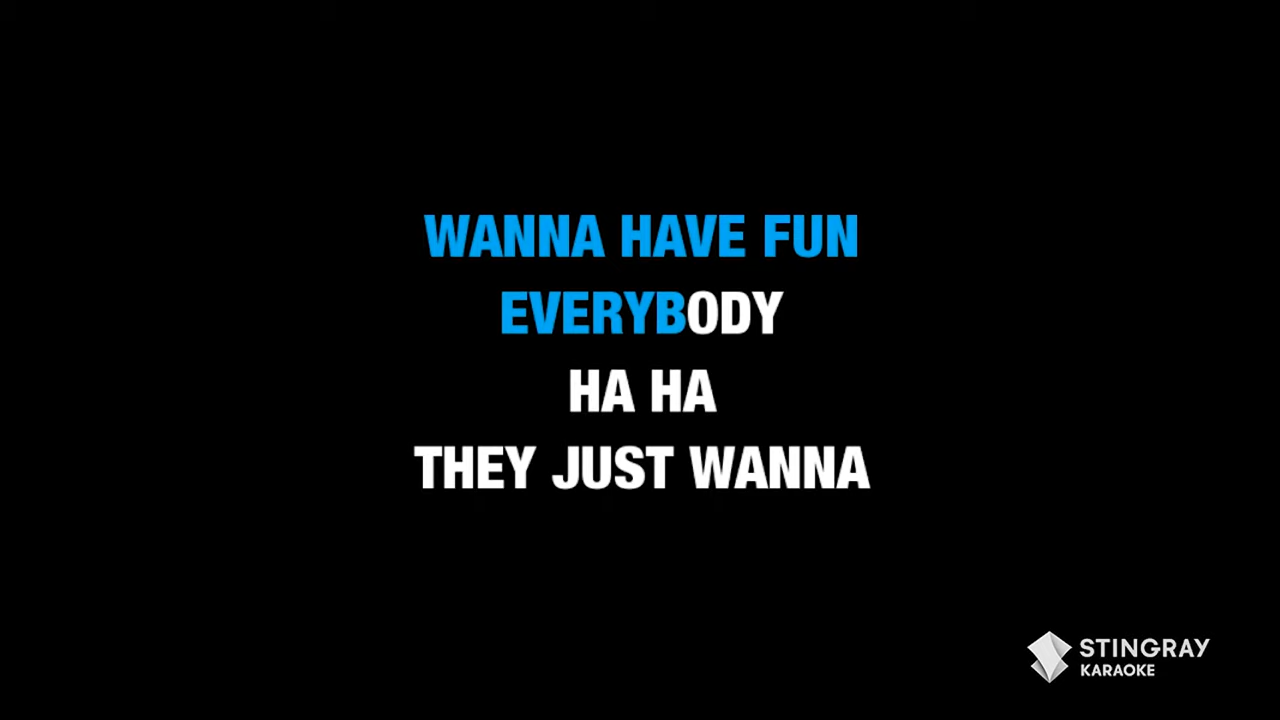 WANNA HAVE FUN
EVERYBODY
HA HA
THEY JUST WANNA
STINGRAY
KARAOKE